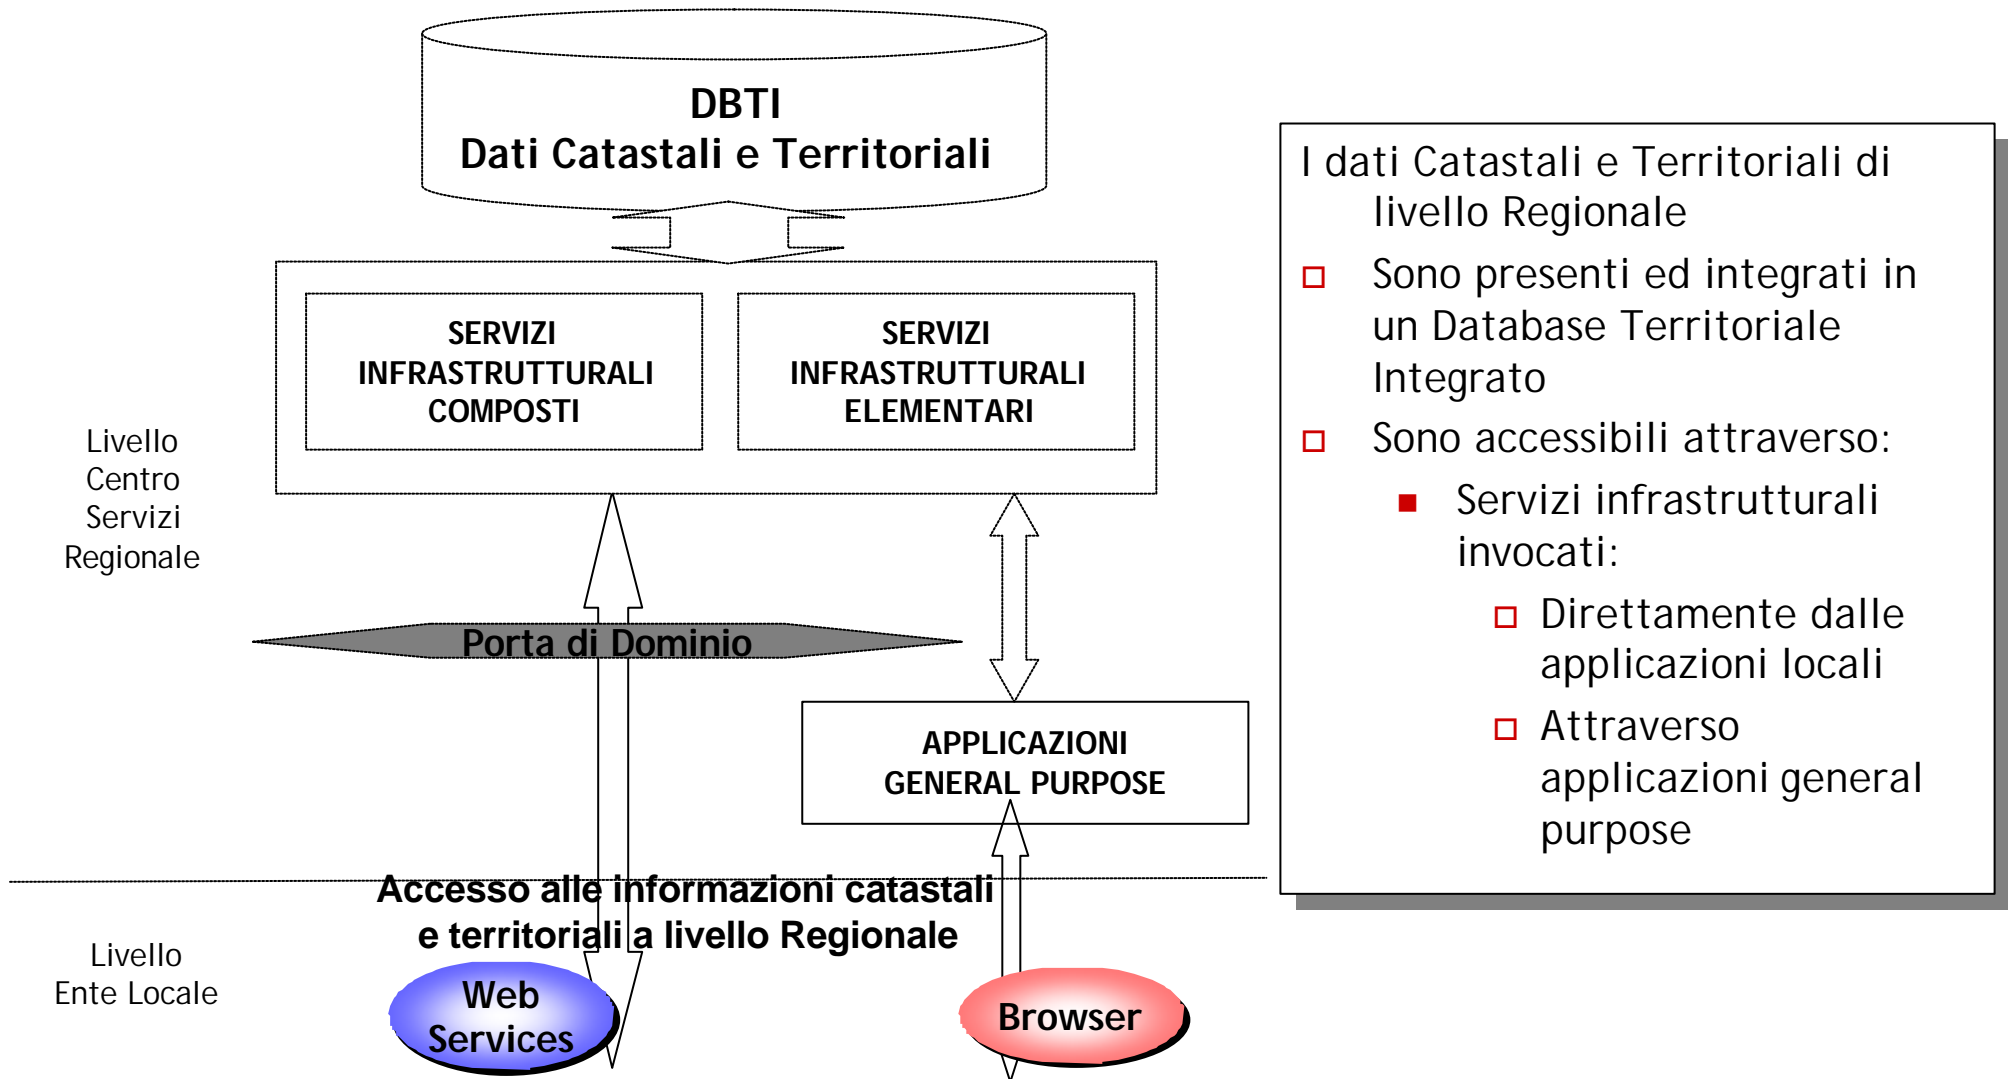 DBTI
Dati Catastali e Territoriali
SERVIZI
INFRASTRUTTURALI
COMPOSTI
SERVIZI
INFRASTRUTTURALI
ELEMENTARI
Livello
Centro
Servizi
Regionale
Porta di Dominio
APPLICAZIONI
GENERAL PURPOSE
Accesso alle informazioni catastali
e territoriali a livello Regionale
Livello
Ente Locale
Web
Services
Browser
I dati Catastali e Territoriali di
livello Regionale
Sono presenti ed integrati in
un Database Territoriale
Integrato
Sono accessibili attraverso:
Servizi infrastrutturali
invocati:
Direttamente dalle
applicazioni locali
Attraverso
applicazioni general
purpose